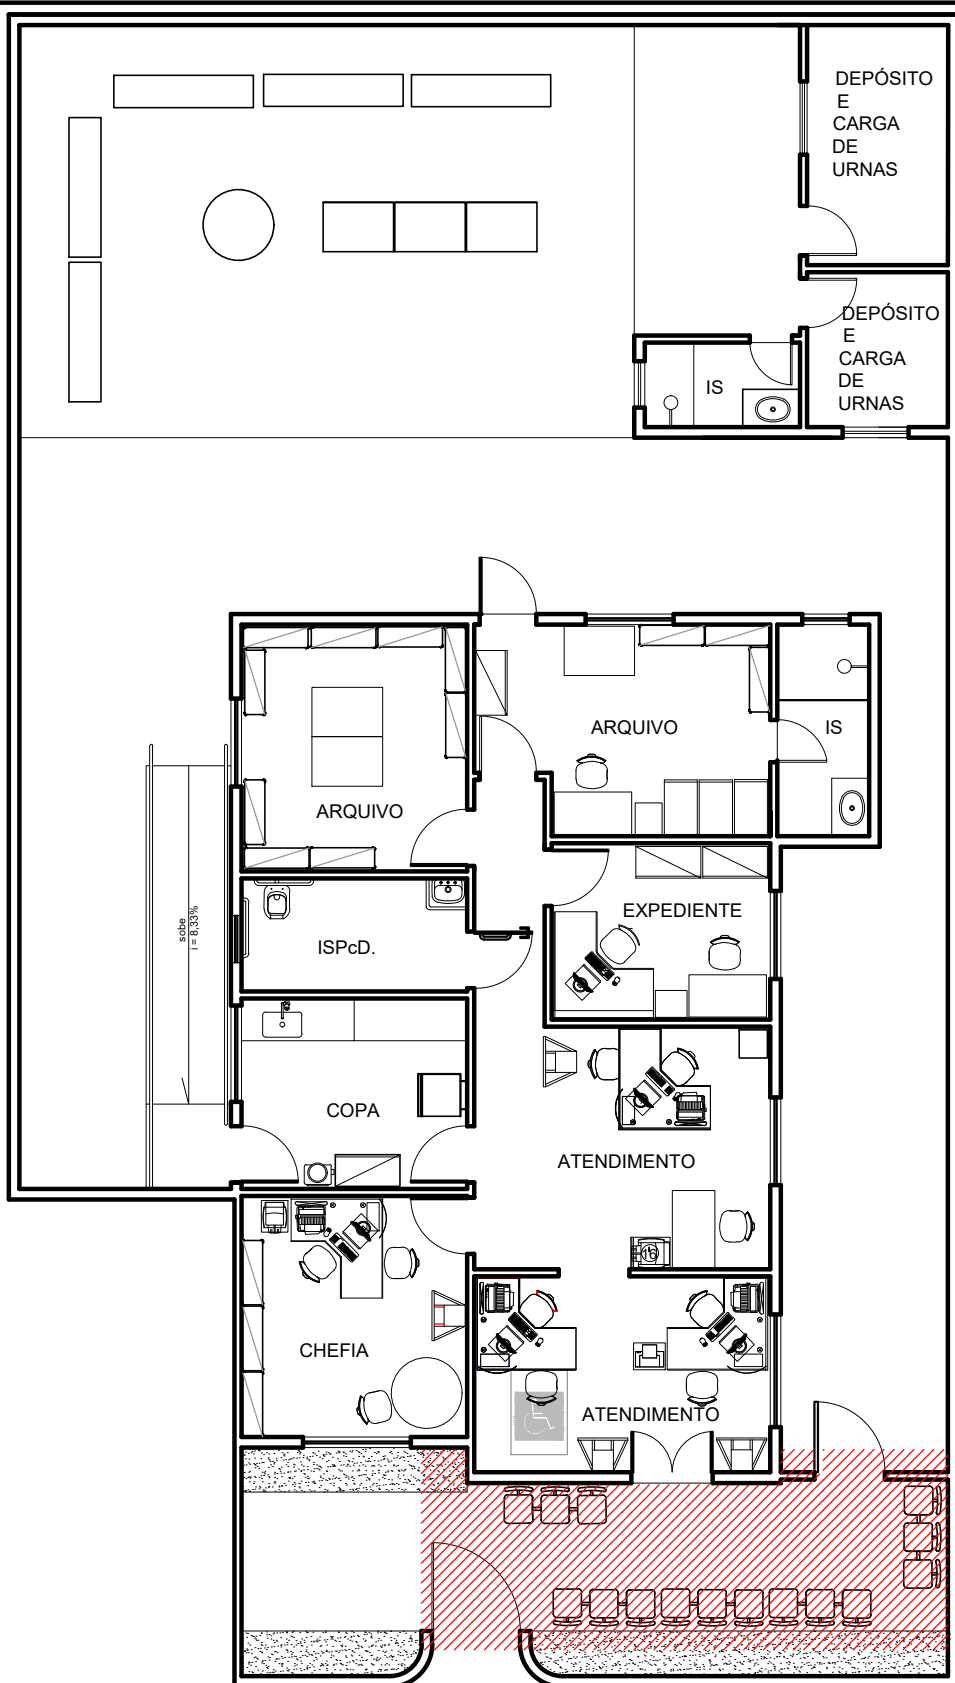 DEPÓSITO
E
CARGA
DE
URNAS
DEPÓSITO
E
CARGA
DE
URNAS
IS
ARQUIVO
IS
ARQUIVO
EXPEDIENTE
sobe
i = 8,33%
ISPcD.
COPA
ATENDIMENTO
CHEFIA
ATENDIMENTO